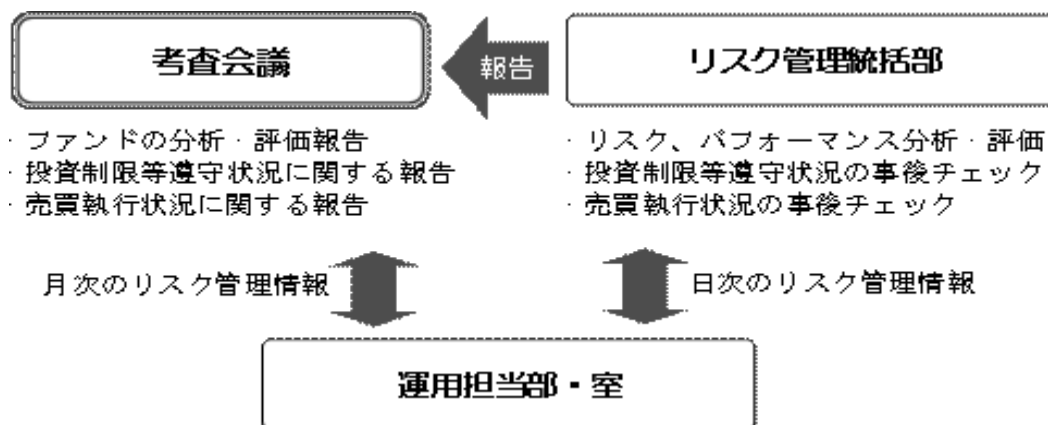 考査会議
報告
リスク管理統括部
· ファンドの分析・評価報告
· 投資制限等遵守状況に関する報告
· 売買執行状況に関する報告
· リスク、パフォーマンス分析・評価
· 投資制限等遵守状況の事後チェック
· 売買執行状況の事後チェック
月次のリスク管理情報
日次のリスク管理情報
運用担当部・室